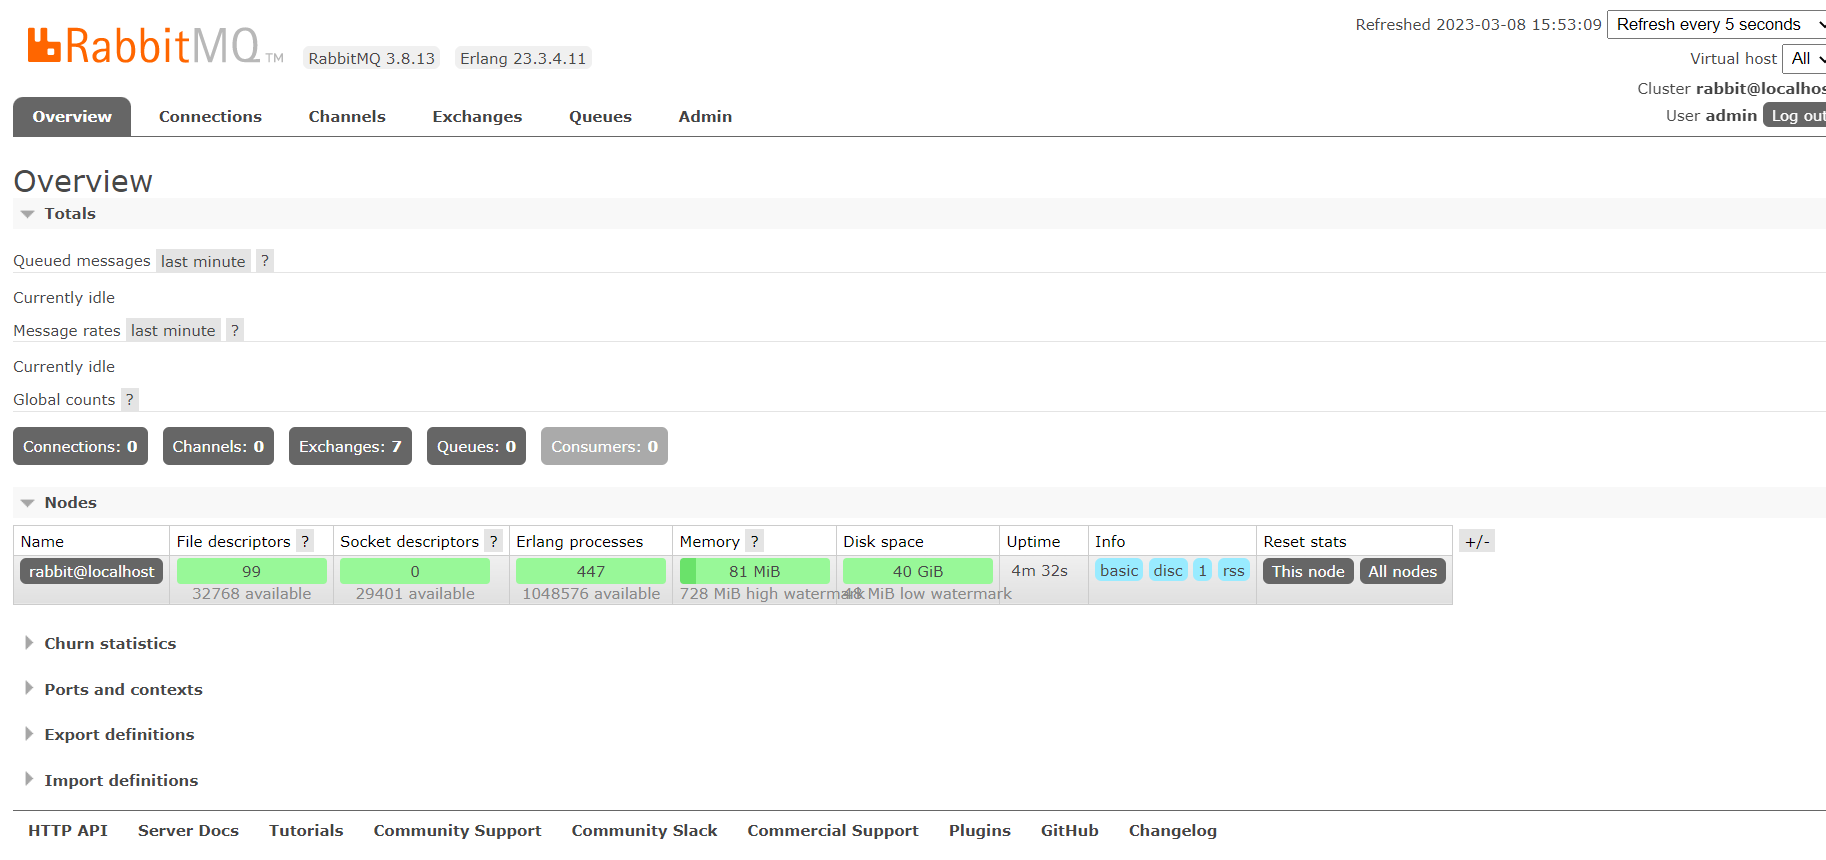 RabbitMQ TM RabbitMQ 3.8.13 Erlang 23.3.4.11
Refreshed 2023-03-08 15:53:09 Refresh every 5 seconds
Virtual host All
Cluster rabbit@localhos
User admin Log out
Overview Connections Channels Exchanges Queues Admin
Overview
Totals
Queued messages last minute ?
Currently idle
Message rates last minute ?
Currently idle
Global counts ?
Connections: 0 Channels: 0 Exchanges: 7 Queues: 0 Consumers: 0
Nodes
Name File descriptors ? Socket descriptors ? Erlang processes Memory ? Disk space Uptime Info Reset stats +/-
rabbit@localhost 99 0 447 81 MiB 40 GiB 4m 32s basic disc 1 rss This node All nodes
32768 available 29401 available 1048576 available 728 MiB high watermark 48 MiB low watermark
Churn statistics
Ports and contexts
Export definitions
Import definitions
HTTP API Server Docs Tutorials Community Support Community Slack Commercial Support Plugins GitHub Changelog